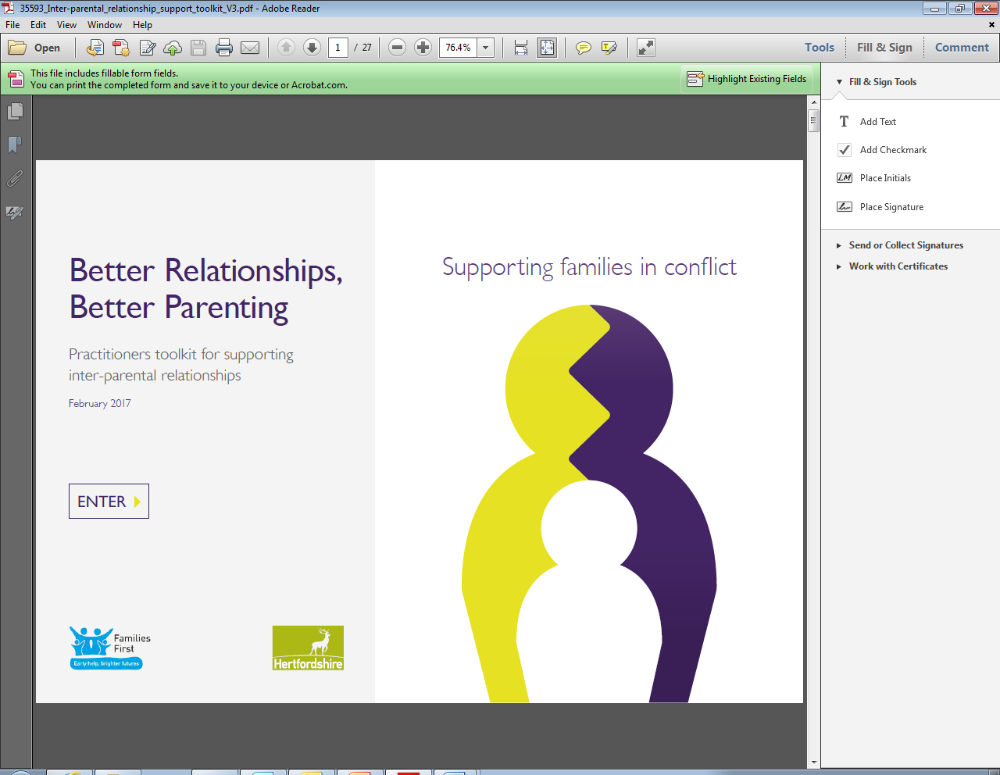 35593_Inter-parental_relationship_support_toolkit_V3.pdf - Adobe Reader
File Edit View Window Help
Open 1 / 27 76.4% Tools Fill & Sign Comment
This file includes fillable form fields.
You can print the completed form and save it to your device or Acrobat.com.
Highlight Existing Fields
Fill & Sign Tools
T Add Text
Add Checkmark
LM Place Initials
Place Signature
Send or Collect Signatures
Work with Certificates
Better Relationships,
Better Parenting
Practitioners toolkit for supporting
inter-parental relationships
February 2017
ENTER
Families
First
Early help, brighter futures
Hertfordshire
Supporting families in conflict